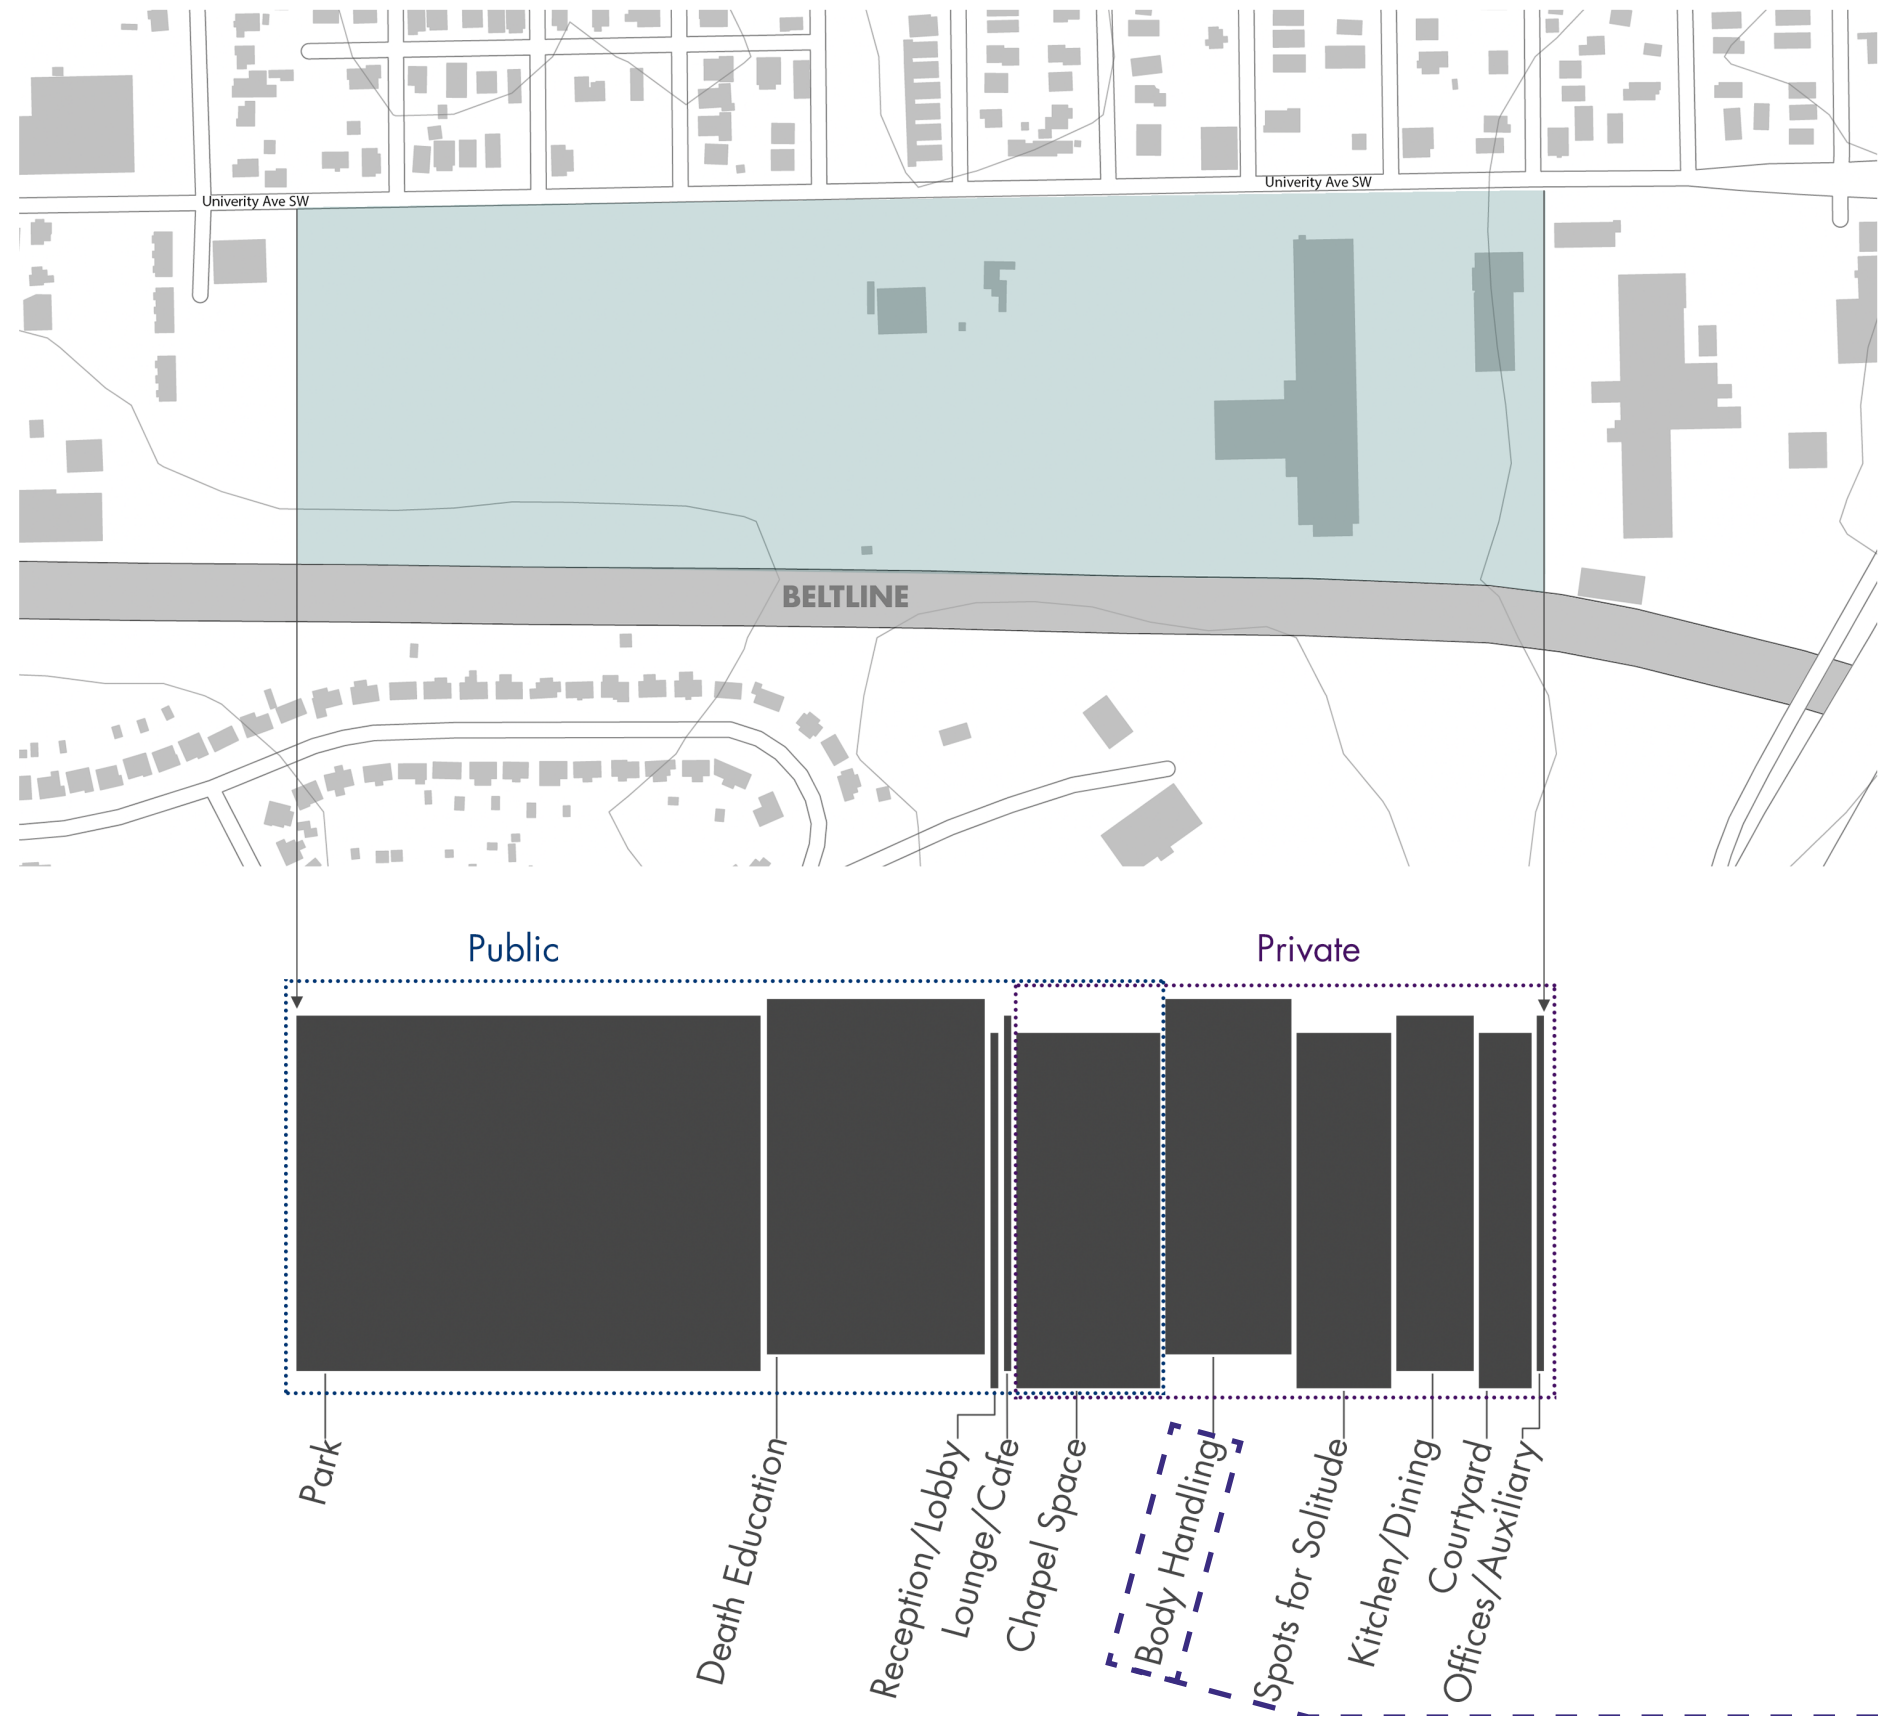 Univerity Ave SW
Univerity Ave SW
BELTLINE
Public
Private
Park
Death Education
Reception/Lobby
Lounge/Cafe
Chapel Space
Body Handling
Spots for Solitude
Kitchen/Dining
Courtyard
Offices/Auxiliary